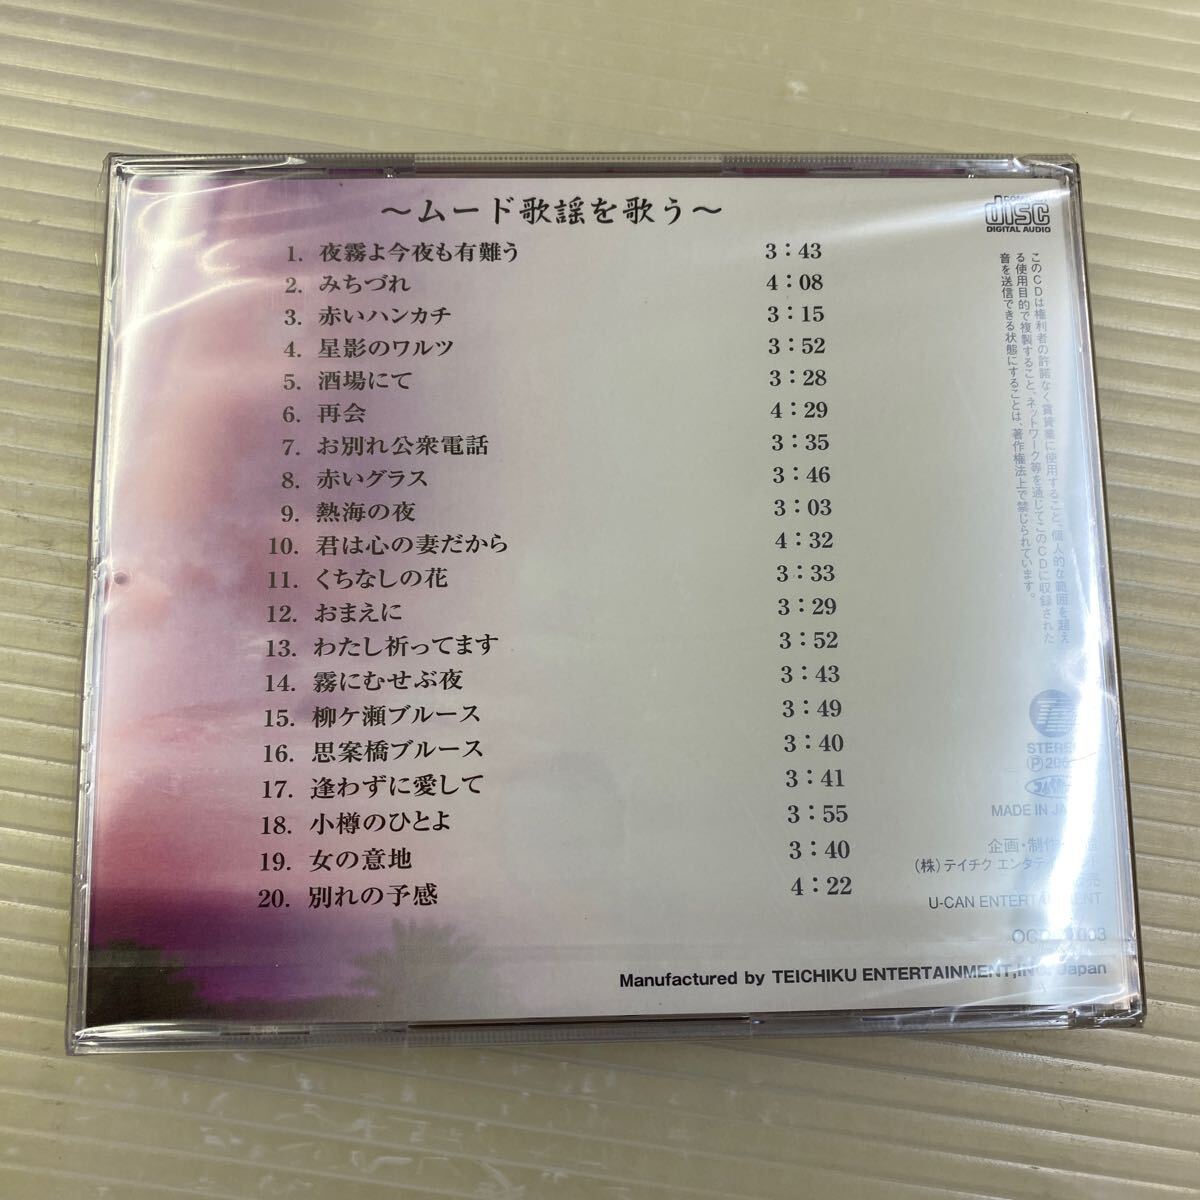 ～ムード歌謡を歌う～
1. 夜霧よ今夜も有難う 3：43
2. みちづれ 4：08
3. 赤いハンカチ 3：15
4. 星影のワルツ 3：52
5. 酒場にて 3：28
6. 再会 4：29
7. お別れ公衆電話 3：35
8. 赤いグラス 3：46
9. 熱海の夜 3：03
10. 君は心の妻だから 4：32
11. くちなしの花 3：33
12. おまえに 3：29
13. わたし祈ってます 3：52
14. 霧にむせぶ夜 3：43
15. 柳ケ瀬ブルース 3：49
16. 思案橋ブルース 3：40
17. 逢わずに愛して 3：41
18. 小樽のひとよ 3：55
19. 女の意地 3：40
20. 別れの予感 4：22
disc
DIGITAL AUDIO
このCDは権利者の許諾なく賃貸業に使用すること、個人的な範囲を超え
る使用目的で複製すること、ネットワーク等を通じてこのCDに収録された
音を送信できる状態にすることは、著作権法上で禁じられています。
MADE IN
企画・制作
(株)テイチク
U-CAN ENTERTAINMENT
Manufactured by TEICHIKU ENTERTAINMENT,INC. Japan